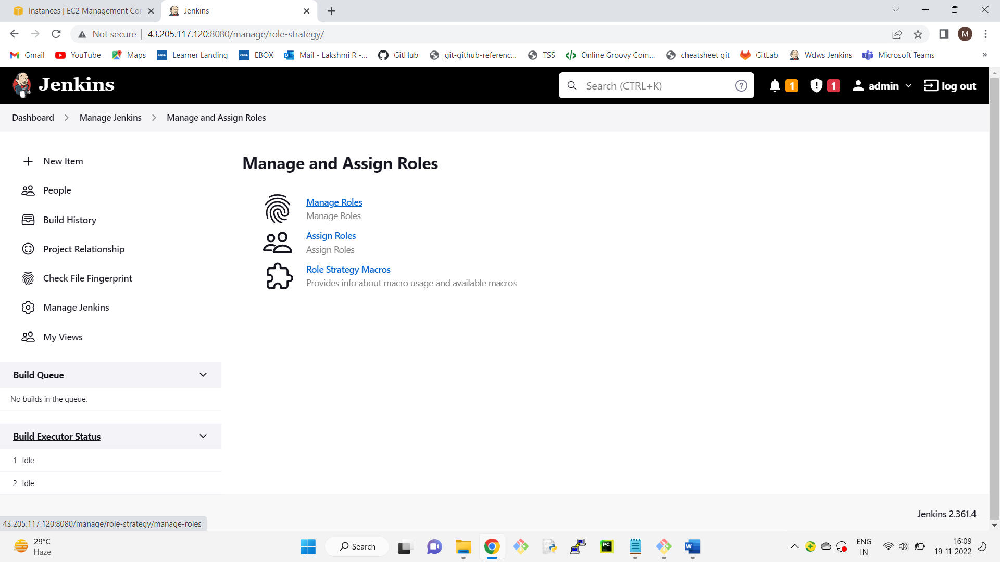 Instances | EC2 Management Con
Jenkins
Not secure
43.205.117.120:8080/manage/role-strategy/
M
Gmail
YouTube
Maps
HCL
Learner Landing
HCL
EBOX
Mail - Lakshmi R -...
GitHub
git-github-referenc...
TSS
Online Groovy Com...
cheatsheet git
GitLab
Wdws Jenkins
Microsoft Teams
»
Jenkins
Search (CTRL+K)
?
1
1
admin
log out
Dashboard
Manage Jenkins
Manage and Assign Roles
New Item
People
Build History
Project Relationship
Check File Fingerprint
Manage Jenkins
My Views
Manage and Assign Roles
Manage Roles
Manage Roles
Assign Roles
Assign Roles
Role Strategy Macros
Provides info about macro usage and available macros
Build Queue
No builds in the queue.
Build Executor Status
1 Idle
2 Idle
Jenkins 2.361.4
43.205.117.120:8080/manage/role-strategy/manage-roles
29°C
Haze
Search
PC
W
ENG
IN
16:09
19-11-2022